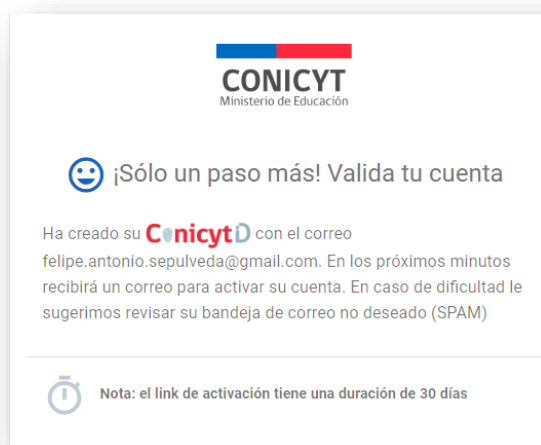 CONICYT
Ministerio de Educación
¡Sólo un paso más! Valida tu cuenta
Ha creado su ConicytID con el correo
felipe.antonio.sepulveda@gmail.com. En los próximos minutos
recibirá un correo para activar su cuenta. En caso de dificultad le
sugerimos revisar su bandeja de correo no deseado (SPAM)
Nota: el link de activación tiene una duración de 30 días